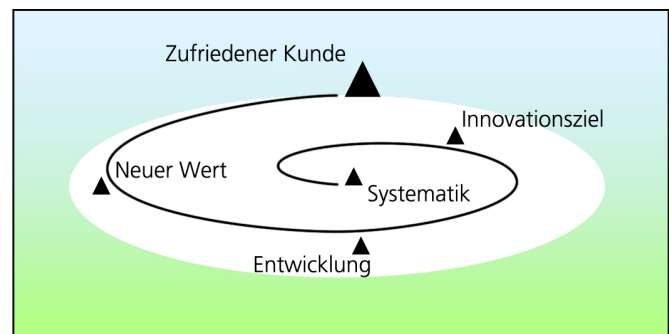 Zufriedener Kunde
Innovationsziel
Neuer Wert
Systematik
Entwicklung